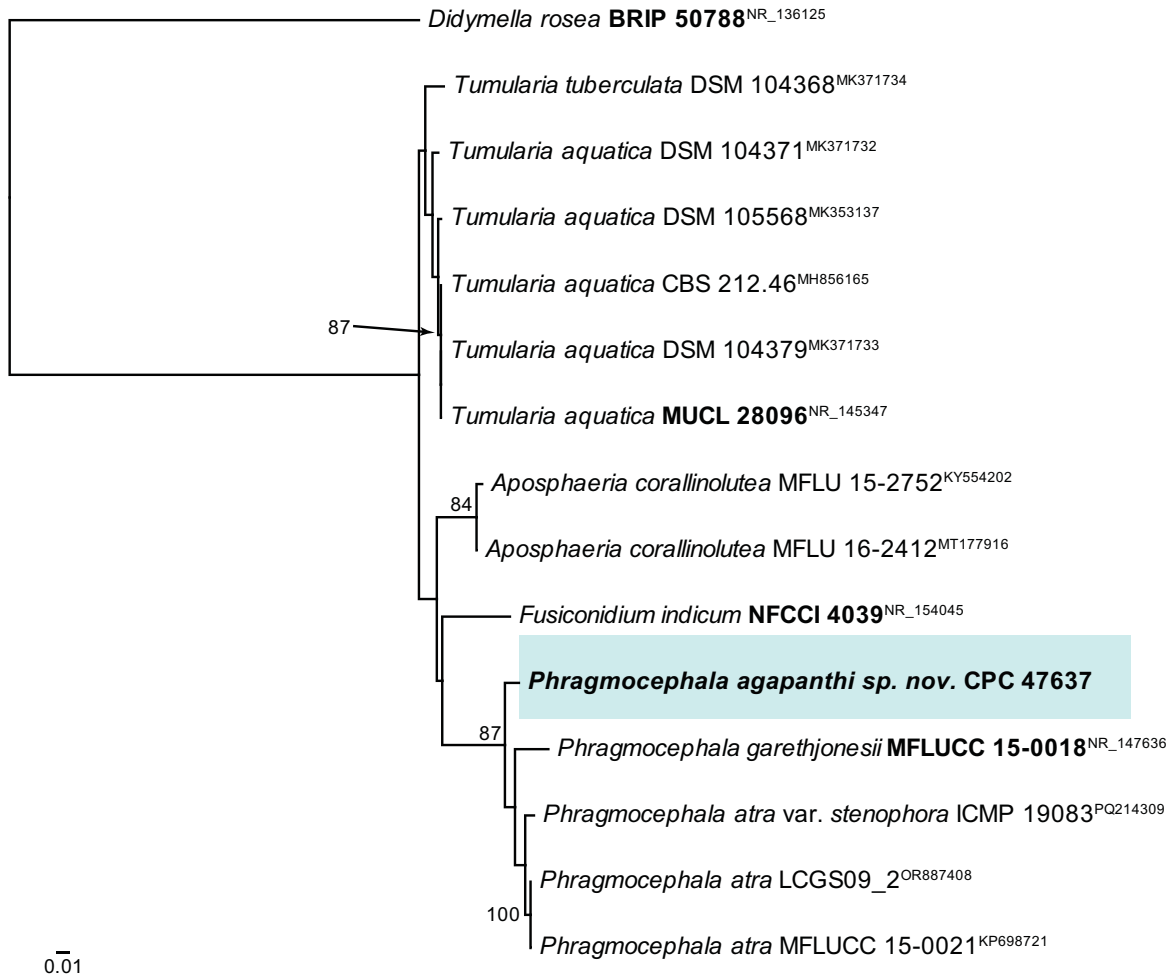 Didymella rosea BRIP 50788NR_136125
Tumularia tuberculata DSM 104368MK371734
Tumularia aquatica DSM 104371MK371732
Tumularia aquatica DSM 105568MK353137
Tumularia aquatica CBS 212.46MH856165
87
Tumularia aquatica DSM 104379MK371733
Tumularia aquatica MUCL 28096NR_145347
Aposphaeria corallinolutea MFLU 15-2752KY554202
84
Aposphaeria corallinolutea MFLU 16-2412MT177916
Fusiconidium indicum NFCCI 4039NR_154045
Phragmocephala agapanthi sp. nov. CPC 47637
87
Phragmocephala garethjonesii MFLUCC 15-0018NR_147636
Phragmocephala atra var. stenophora ICMP 19083PQ214309
Phragmocephala atra LCGS09_2OR887408
100
Phragmocephala atra MFLUCC 15-0021KP698721
0.01